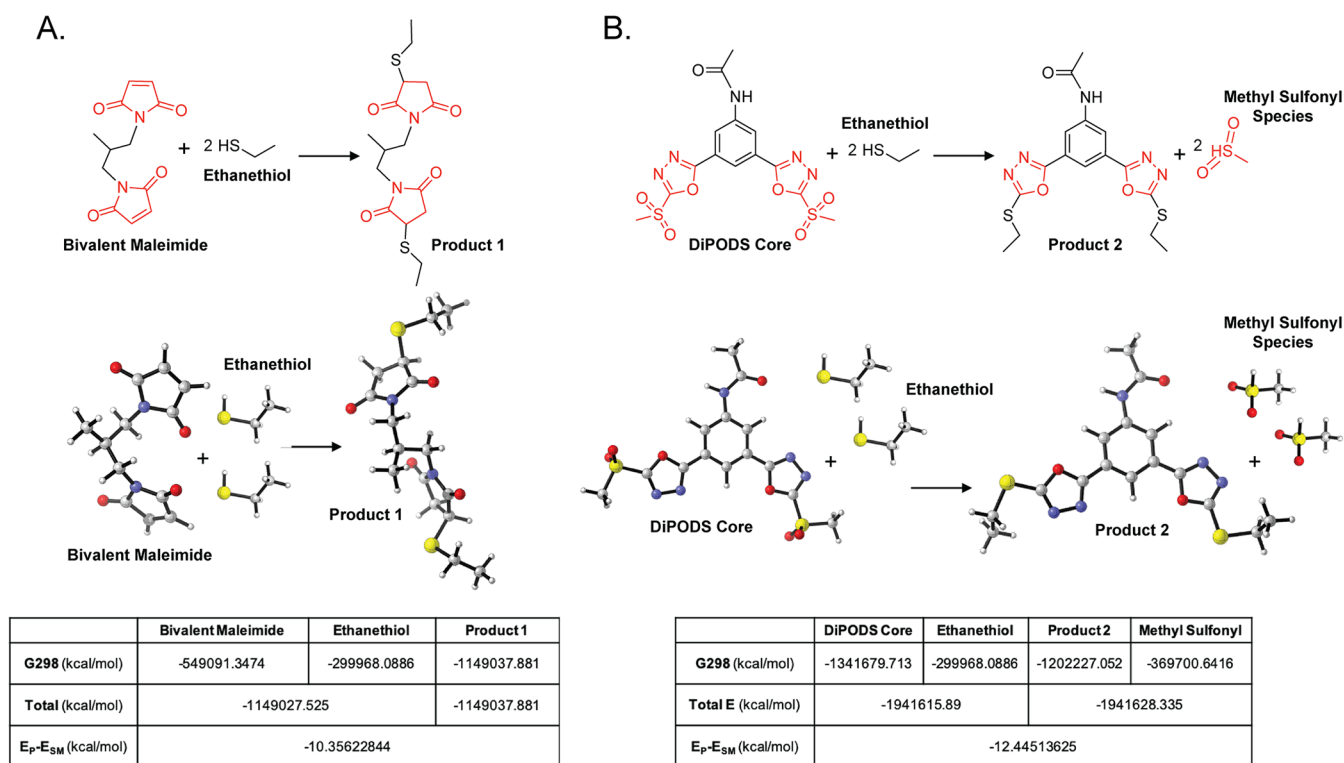 A.
S
O
O
N
N
O
O
+ 2 HS
Ethanethiol
Bivalent Maleimide
O
N
O
O
N
O
S
Product 1
Ethanethiol
+
Bivalent Maleimide
Product 1
Bivalent Maleimide Ethanethiol Product 1
G298 (kcal/mol) -549091.3474 -299968.0886 -1149037.881
Total (kcal/mol) -1149027.525 -1149037.881
EP-ESM (kcal/mol) -10.35622844
B.
O
NH
N N O
N N O
O S O
O S O
DiPODS Core
Ethanethiol
+ 2 HS
O
NH
N N O
N N O
S
S
Product 2
+
Methyl Sulfonyl
Species
2 HS O
O
DiPODS Core
+
Ethanethiol
Product 2
+
Methyl Sulfonyl
Species
DiPODS Core Ethanethiol Product 2 Methyl Sulfonyl
G298 (kcal/mol) -1341679.713 -299968.0886 -1202227.052 -369700.6416
Total E (kcal/mol) -1941615.89 -1941628.335
EP-ESM (kcal/mol) -12.44513625